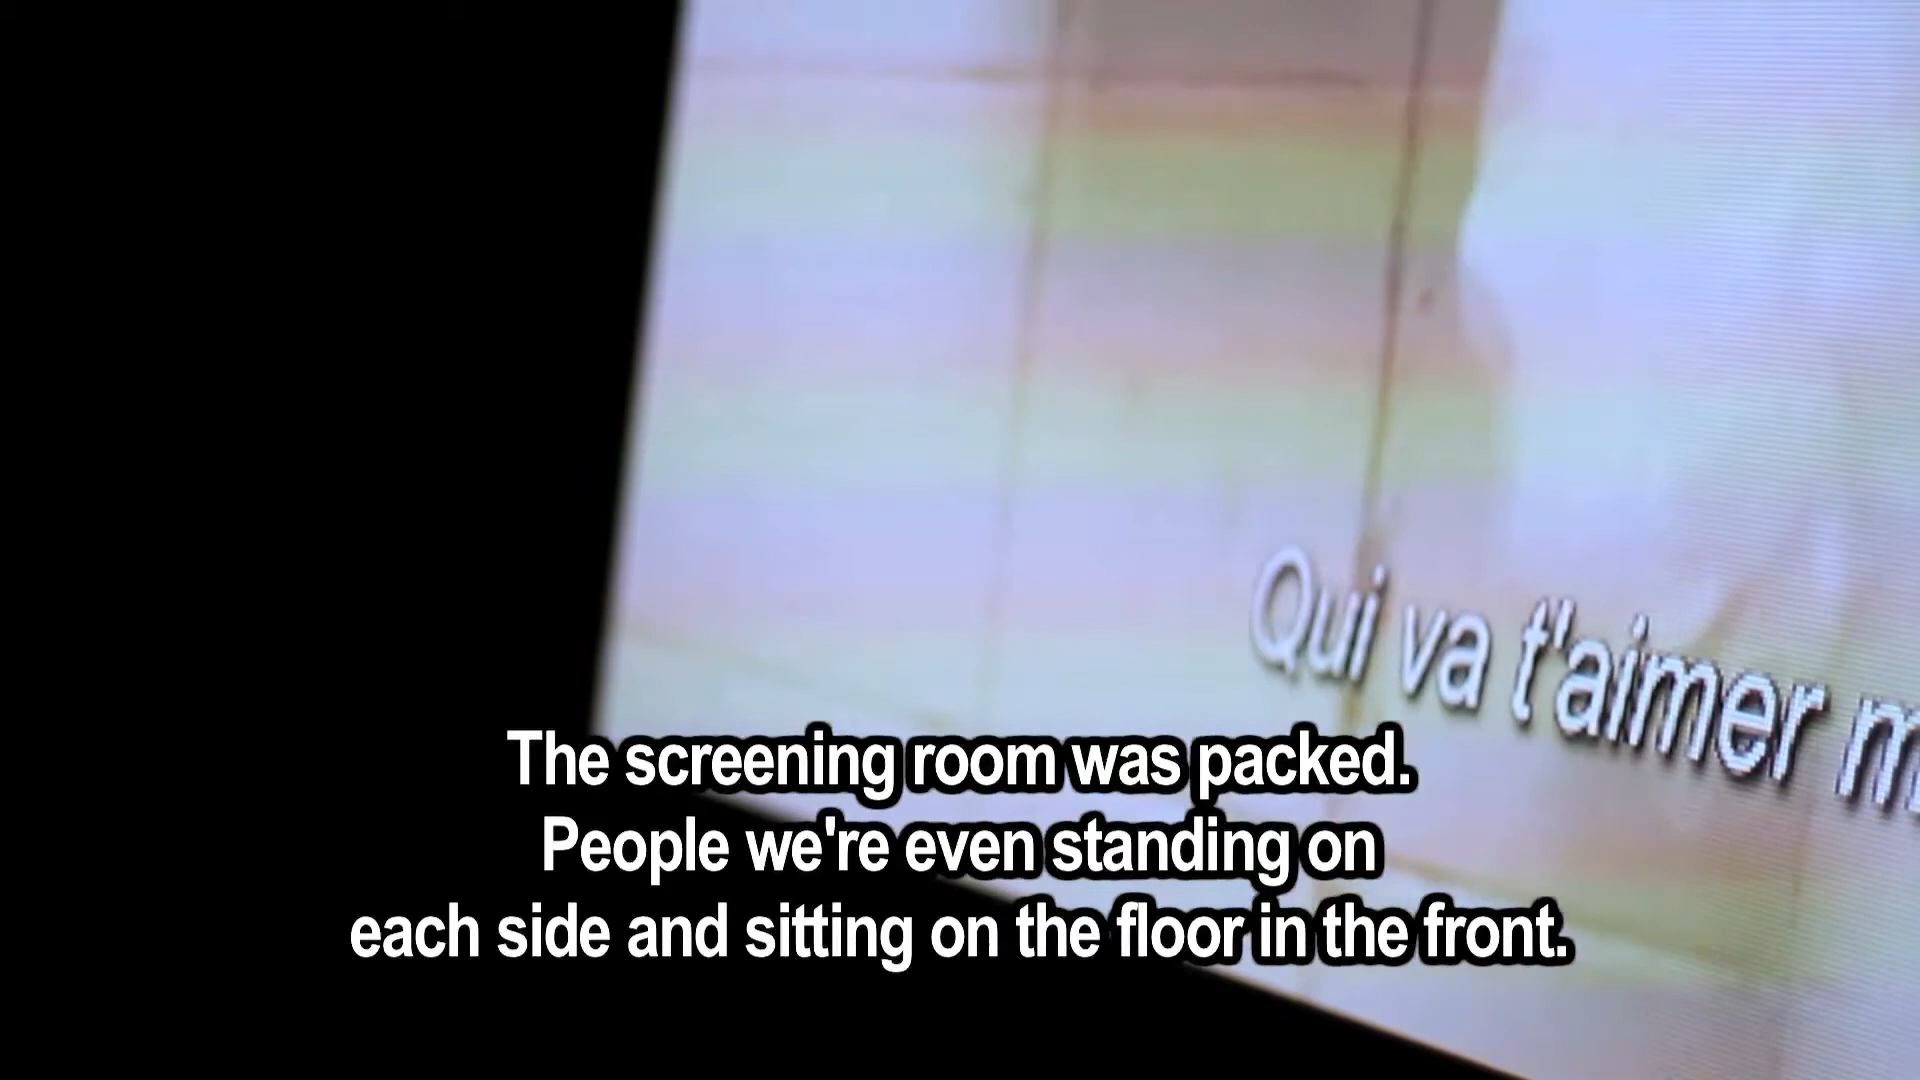 Qui va t'aimer
The screening room was packed.
People we're even standing on
each side and sitting on the floor in the front.